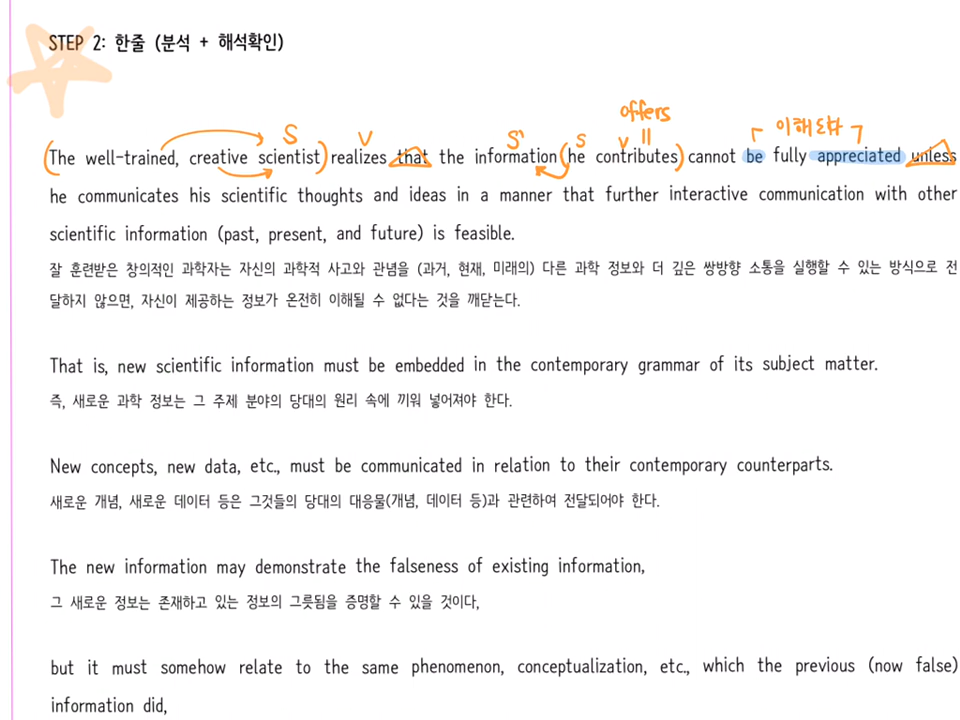 STEP 2: 한줄 (분석 + 해석확인)
offers
S V S' s v || 이해하다
(The well-trained, creative scientist) realizes that the information (he contributes) cannot be fully appreciated unless
he communicates his scientific thoughts and ideas in a manner that further interactive communication with other
scientific information (past, present, and future) is feasible.
잘 훈련받은 창의적인 과학자는 자신의 과학적 사고와 관념을 (과거, 현재, 미래의) 다른 과학 정보와 더 깊은 쌍방향 소통을 실행할 수 있는 방식으로 전
달하지 않으면, 자신이 제공하는 정보가 온전히 이해될 수 없다는 것을 깨닫는다.
That is, new scientific information must be embedded in the contemporary grammar of its subject matter.
즉, 새로운 과학 정보는 그 주제 분야의 당대의 원리 속에 끼워 넣어져야 한다.
New concepts, new data, etc., must be communicated in relation to their contemporary counterparts.
새로운 개념, 새로운 데이터 등은 그것들의 당대의 대응물(개념, 데이터 등)과 관련하여 전달되어야 한다.
The new information may demonstrate the falseness of existing information,
그 새로운 정보는 존재하고 있는 정보의 그릇됨을 증명할 수 있을 것이다,
but it must somehow relate to the same phenomenon, conceptualization, etc., which the previous (now false)
information did,